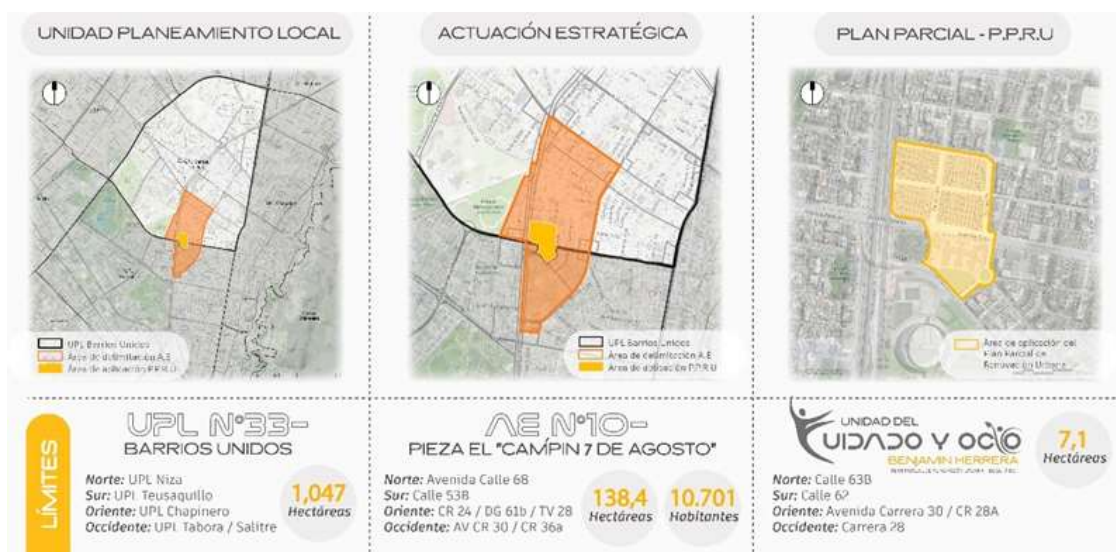 UNIDAD PLANEAMIENTO LOCAL
ACTUACIÓN ESTRATÉGICA
PLAN PARCIAL - P.P.R.U
UPL Barrios Unidos
Área de delimitación A.E
Área de aplicación P.P.R.U
UPL Barrios Unidos
Área de delimitación A.E
Área de aplicación P.P.R.U
Área de aplicación del
Plan Parcial de
Renovación Urbana
LÍMITES
UPL N°33-
BARRIOS UNIDOS
Norte: UPL Niza
Sur: UPL Teusaquillo
Oriente: UPL Chapinero
Occidente: UPL Tabora / Salitre
1,047
Hectáreas
AE N°10-
PIEZA EL "CAMPÍN 7 DE AGOSTO"
Norte: Avenida Calle 68
Sur: Calle 53B
Oriente: CR 24 / DG 61b / TV 28
Occidente: AV CR 30 / CR 36a
138,4
Hectáreas
10.701
Habitantes
UNIDAD DEL
CUIDADO Y OCIO
BENJAMIN HERRERA
7,1
Hectáreas
Norte: Calle 63B
Sur: Calle 62
Oriente: Avenida Carrera 30 / CR 28A
Occidente: Carrera 28